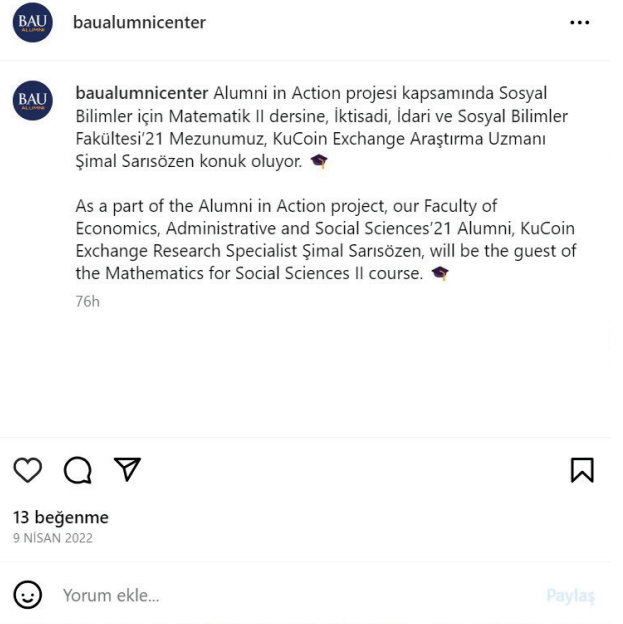 BAU
ALUMNI
baualumnicenter
BAU
ALUMNI
baualumnicenter Alumni in Action projesi kapsamında Sosyal
Bilimler için Matematik II dersine, İktisadi, İdari ve Sosyal Bilimler
Fakültesi'21 Mezunumuz, KuCoin Exchange Araştırma Uzmanı
Şimal Sarısözen konuk oluyor. 🎓
As a part of the Alumni in Action project, our Faculty of
Economics, Administrative and Social Sciences'21 Alumni, KuCoin
Exchange Research Specialist Şimal Sarısözen, will be the guest of
the Mathematics for Social Sciences II course. 🎓
76h
13 beğenme
9 NİSAN 2022
Yorum ekle...
Paylaş